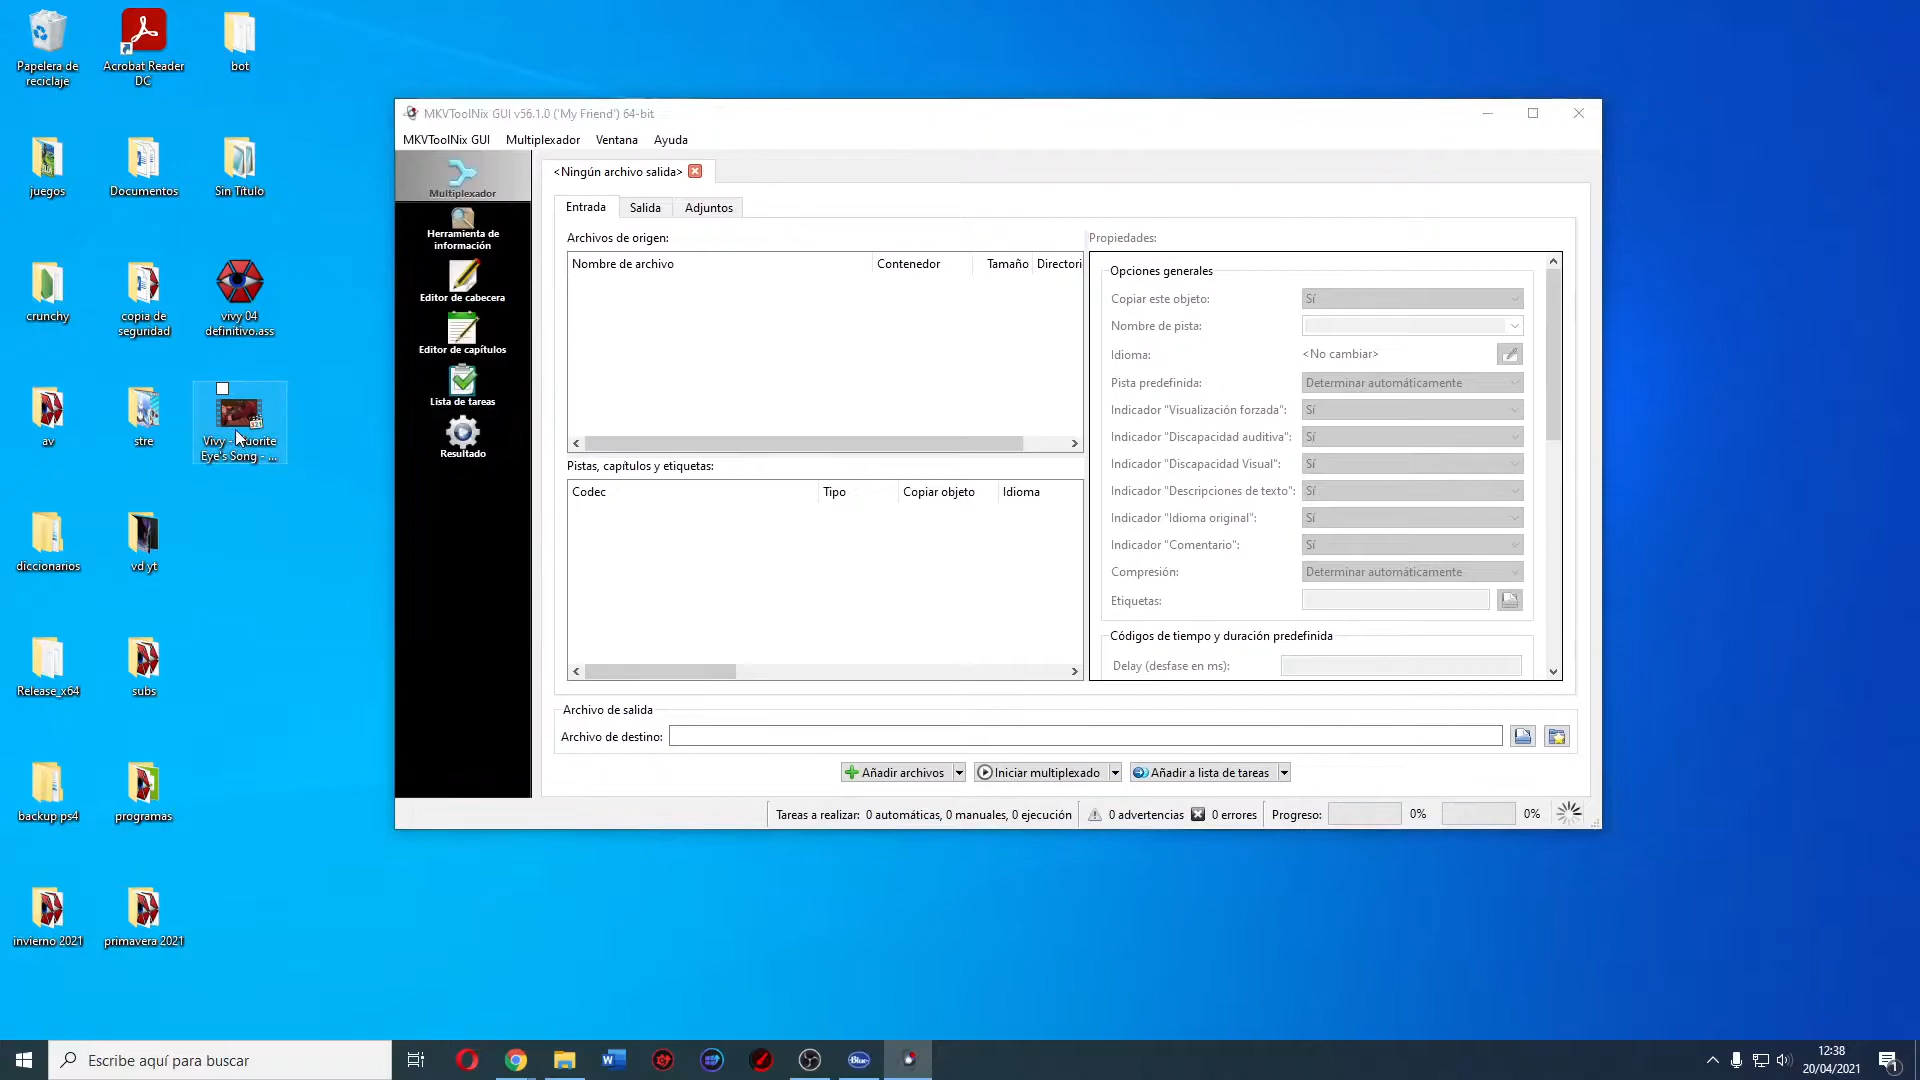 Papelera de
reciclaje
Acrobat Reader
DC
bot
juegos
Documentos
Sin Título
crunchy
copia de
seguridad
vivy 04
definitivo.ass
av
stre
Vivy -
Eye's Song - ...
diccionarios
vd yt
Release_x64
subs
backup ps4
programas
invierno 2021
primavera 2021
MKVToolNix GUI v56.1.0 ('My Friend') 64-bit
MKVToolNix GUI
Multiplexador
Ventana
Ayuda
Multiplexador
Herramienta de
información
Editor de cabecera
Editor de capítulos
Lista de tareas
Resultado
<Ningún archivo salida>
Entrada
Salida
Adjuntos
Archivos de origen:
Nombre de archivo
Contenedor
Tamaño
Directori
Pistas, capítulos y etiquetas:
Codec
Tipo
Copiar objeto
Idioma
Propiedades:
Opciones generales
Copiar este objeto:
Sí
Nombre de pista:
Idioma:
<No cambiar>
Pista predefinida:
Determinar automáticamente
Indicador "Visualización forzada":
Sí
Indicador "Discapacidad auditiva":
Sí
Indicador "Discapacidad Visual":
Sí
Indicador "Descripciones de texto":
Sí
Indicador "Idioma original":
Sí
Indicador "Comentario":
Sí
Compresión:
Determinar automáticamente
Etiquetas:
Códigos de tiempo y duración predefinida
Delay (desfase en ms):
Archivo de salida
Archivo de destino:
Añadir archivos
Iniciar multiplexado
Añadir a lista de tareas
Tareas a realizar: 0 automáticas, 0 manuales, 0 ejecución
0 advertencias
0 errores
Progreso:
0%
0%
Escribe aquí para buscar
Blue
12:38
20/04/2021
1